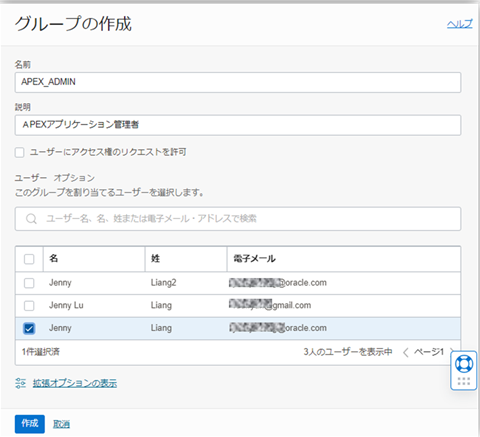 グループの作成
ヘルプ
名前
APEX_ADMIN
説明
APEXアプリケーション管理者
ユーザーにアクセス権のリクエストを許可
ユーザー オプション
このグループを割り当てるユーザーを選択します。
ユーザー名、名、姓または電子メール・アドレスで検索
名 姓 電子メール
Jenny Liang2 @oracle.com
Jenny Lu Liang @gmail.com
Jenny Liang @oracle.com
1件選択済 3人のユーザーを表示中 ページ1
拡張オプションの表示
作成 取消